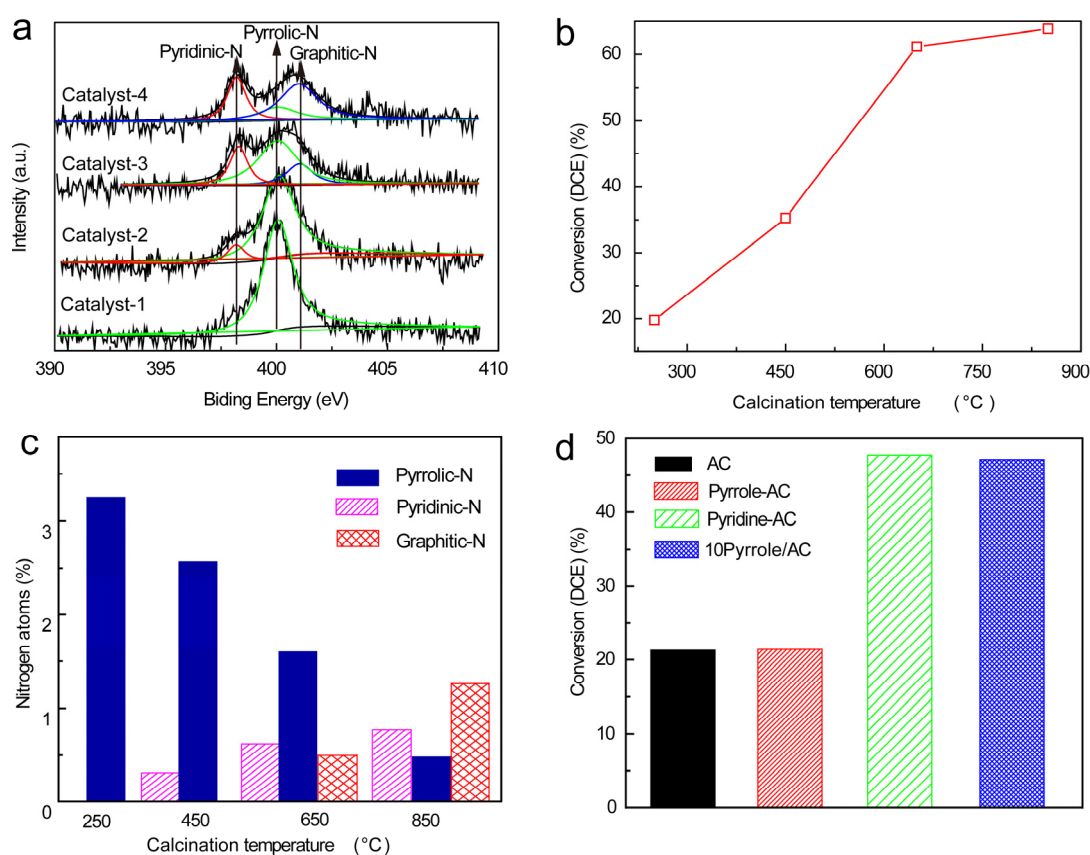 a
Pyridinic-N
Pyrrolic-N
Graphitic-N
Catalyst-4
Catalyst-3
Catalyst-2
Catalyst-1
Intensity (a.u.)
390 395 400 405 410
Biding Energy (eV)
b
Conversion (DCE) (%)
60
50
40
30
20
300 450 600 750 900
Calcination temperature (°C)
c
Nitrogen atoms (%)
3
2
1
0
Pyrrolic-N
Pyridinic-N
Graphitic-N
250 450 650 850
Calcination temperature (°C)
d
Conversion (DCE) (%)
50
40
30
20
10
0
AC
Pyrrole-AC
Pyridine-AC
10Pyrrole/AC